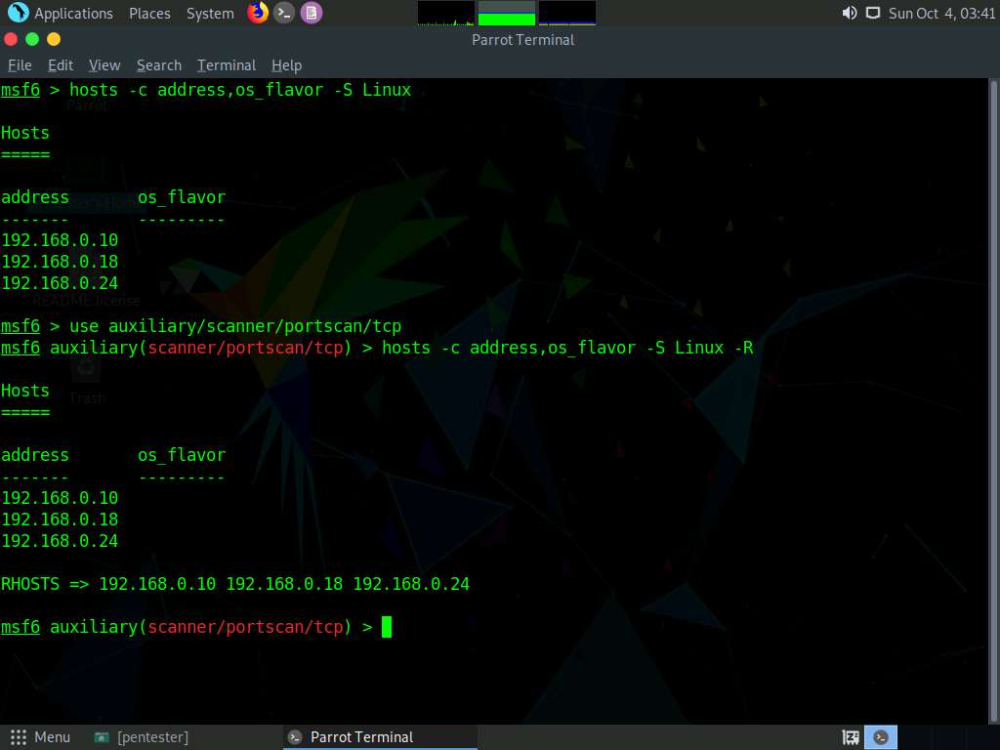 Applications Places System Sun Oct 4, 03:41
Parrot Terminal
File Edit View Search Terminal Help
msf6 > hosts -c address,os_flavor -S Linux
Parrot
Hosts
=====
address os_flavor
------- ---------
192.168.0.10
192.168.0.18
192.168.0.24
README.license
msf6 > use auxiliary/scanner/portscan/tcp
msf6 auxiliary(scanner/portscan/tcp) > hosts -c address,os_flavor -S Linux -R
Hosts
Trash
=====
address os_flavor
------- ---------
192.168.0.10
192.168.0.18
192.168.0.24
RHOSTS => 192.168.0.10 192.168.0.18 192.168.0.24
msf6 auxiliary(scanner/portscan/tcp) >
Menu [pentester] Parrot Terminal